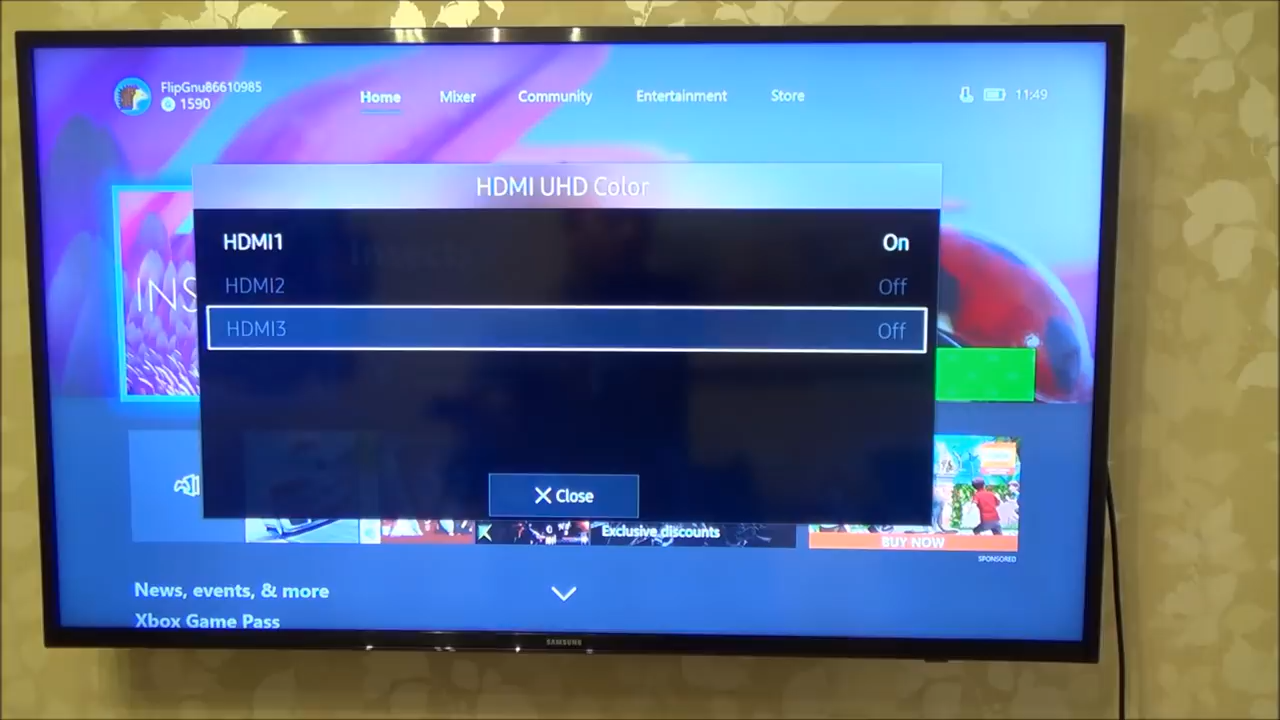 FlipGnu86610985
1590
Home Mixer Community Entertainment Store
11:49
HDMI UHD Color
HDMI1 On
HDMI2 Off
HDMI3 Off
INS
Close
Exclusive discounts
BUY NOW
SPONSORED
News, events, & more
Xbox Game Pass
SAMSUNG